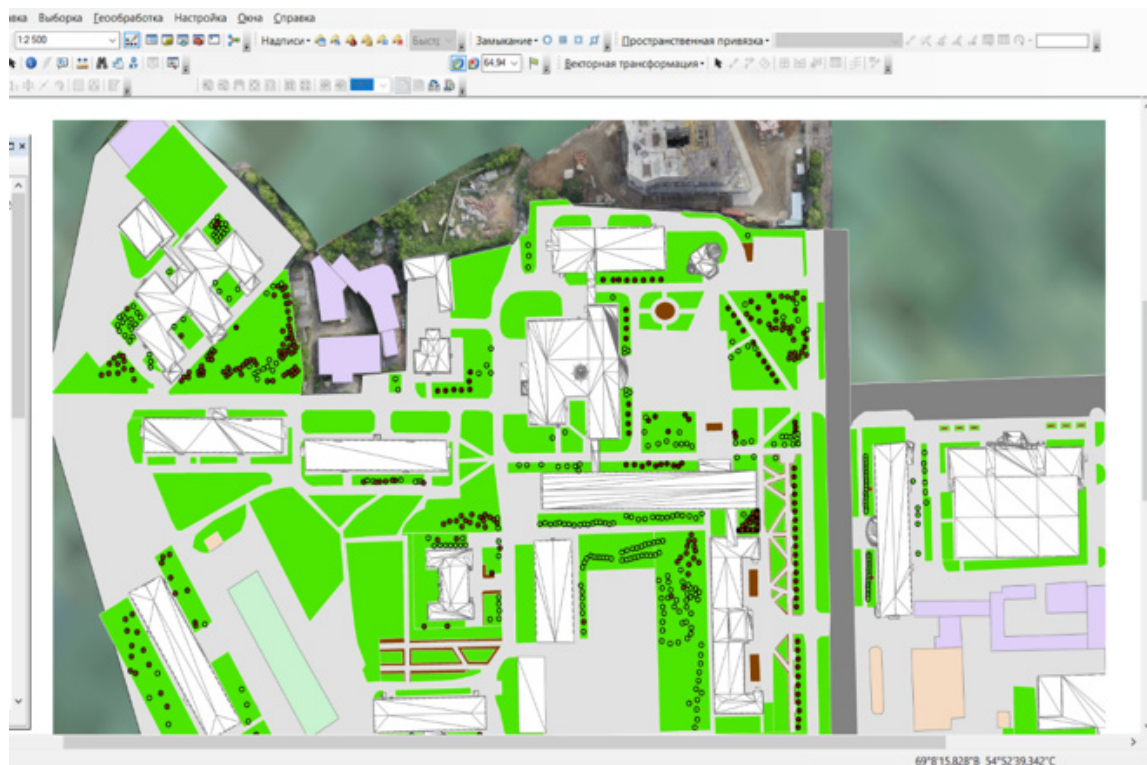 вка Выборка Геообработка Настройка Окна Справка
1:2 500 Надписи Быстр Замыкание Пространственная привязка
64,94 Векторная трансформация
69°8'15,828"В 54°52'39,342"С